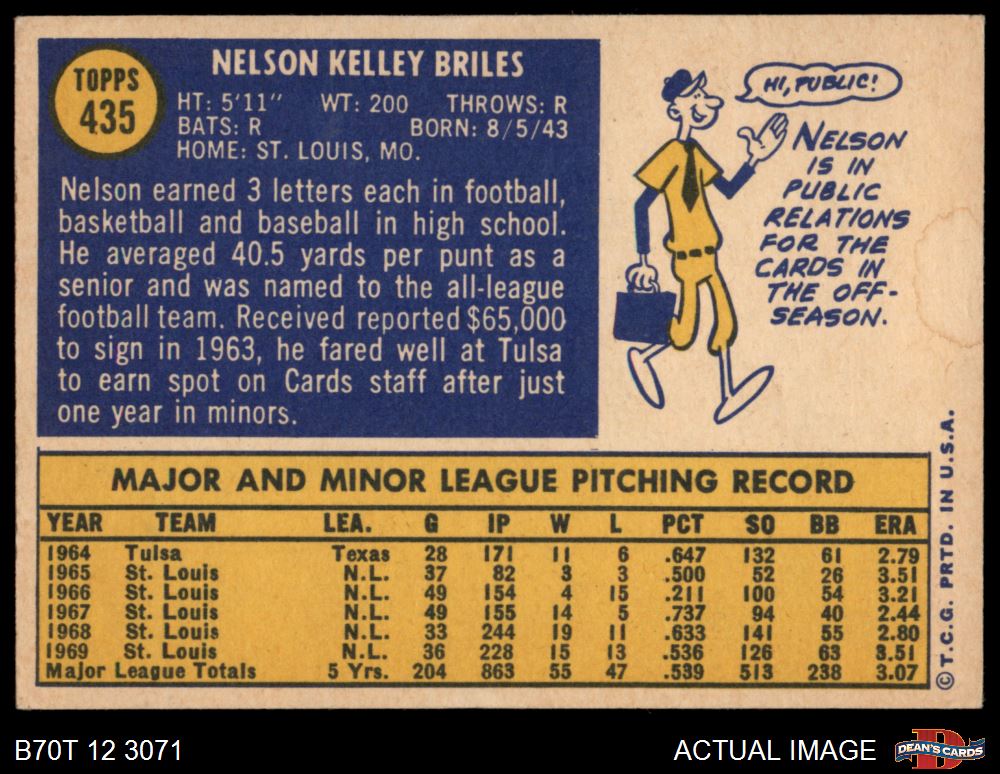 TOPPS
435
NELSON KELLEY BRILES
HT: 5'11" WT: 200 THROWS: R
BATS: R BORN: 8/5/43
HOME: ST. LOUIS, MO.
Nelson earned 3 letters each in football,
basketball and baseball in high school.
He averaged 40.5 yards per punt as a
senior and was named to the all-league
football team. Received reported $65,000
to sign in 1963, he fared well at Tulsa
to earn spot on Cards staff after just
one year in minors.
HI, PUBLIC!
NELSON
IS IN
PUBLIC
RELATIONS
FOR THE
CARDS IN
THE OFF-
SEASON.
MAJOR AND MINOR LEAGUE PITCHING RECORD
YEAR TEAM LEA. G IP W L PCT SO BB ERA
1964 Tulsa Texas 28 171 11 6 .647 132 61 2.79
1965 St. Louis N.L. 37 82 3 3 .500 52 26 3.51
1966 St. Louis N.L. 49 154 4 15 .211 100 54 3.21
1967 St. Louis N.L. 49 155 14 5 .737 94 40 2.44
1968 St. Louis N.L. 33 244 19 11 .633 141 55 2.80
1969 St. Louis N.L. 36 228 15 13 .536 126 63 3.51
Major League Totals 5 Yrs. 204 863 55 47 .539 513 238 3.07
© T.C.G. PRTD. IN U.S.A.
B70T 12 3071
ACTUAL IMAGE
DEAN'S CARDS